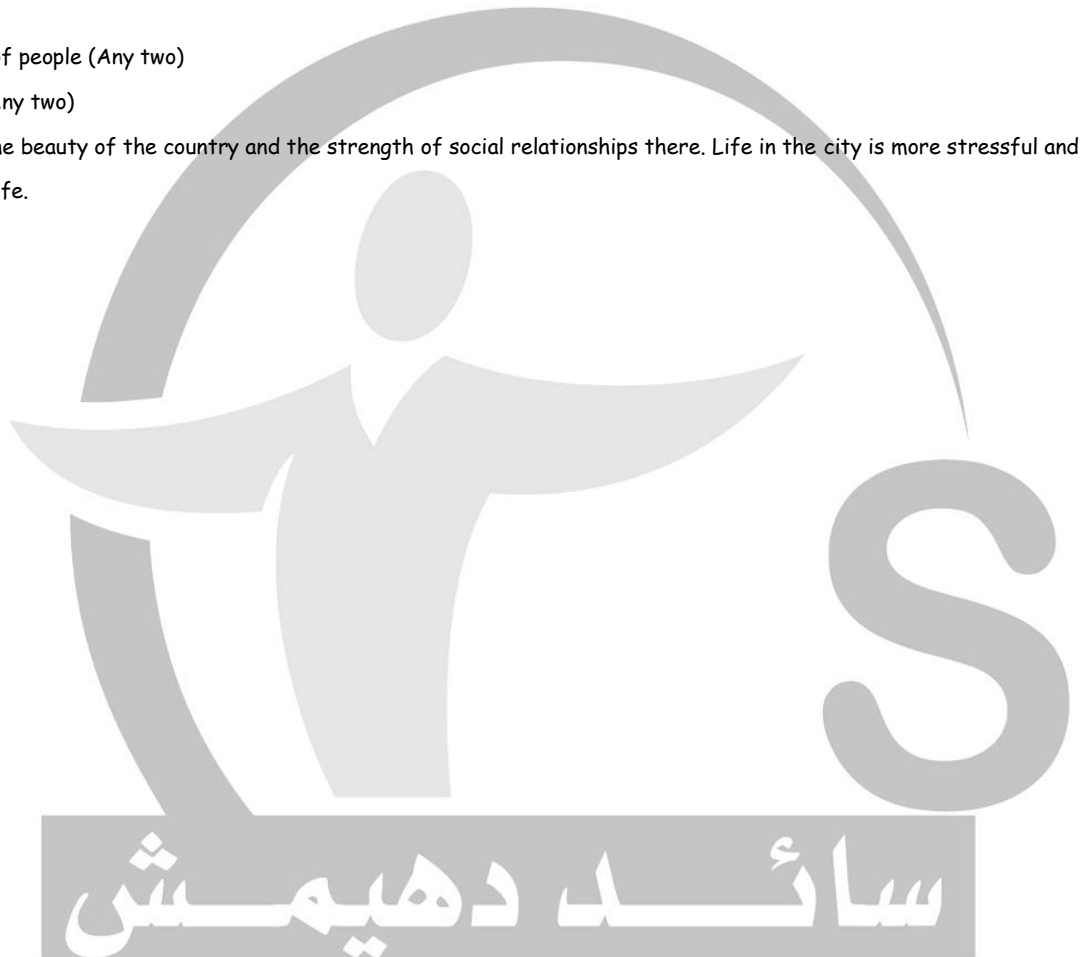 f people (Any two)
ny two)
e beauty of the country and the strength of social relationships there. Life in the city is more stressful and
fe.
S
سائد دهيمش